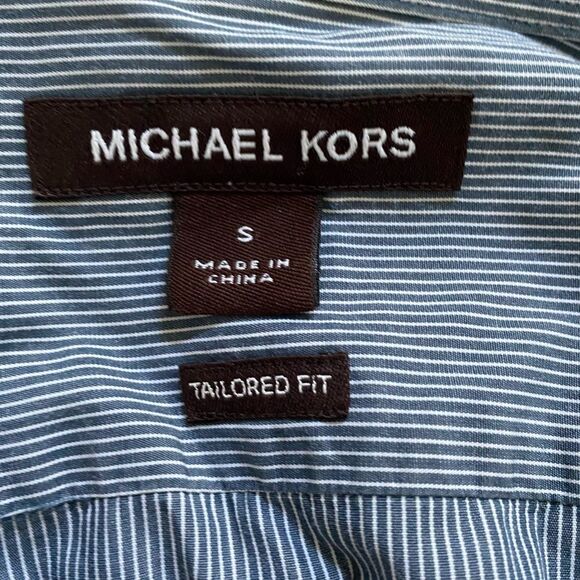 MICHAEL KORS
S
MADE IN
CHINA
TAILORED FIT